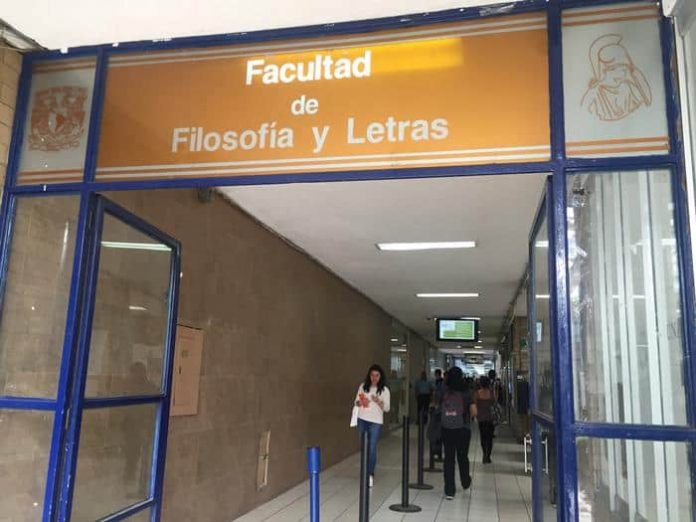 Facultad
de
Filosofía y Letras